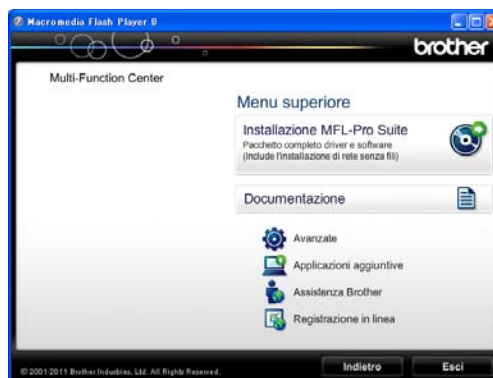 Macromedia Flash Player 8
brother
Multi-Function Center
Menu superiore
Installazione MFL-Pro Suite
Pacchetto completo driver e software
(Include l'installazione di rete senza fili)
Documentazione
Avanzate
Applicazioni aggiuntive
Assistenza Brother
Registrazione in linea
© 2001-2011 Brother Industries, Ltd. All Rights Reserved.
Indietro
Esci